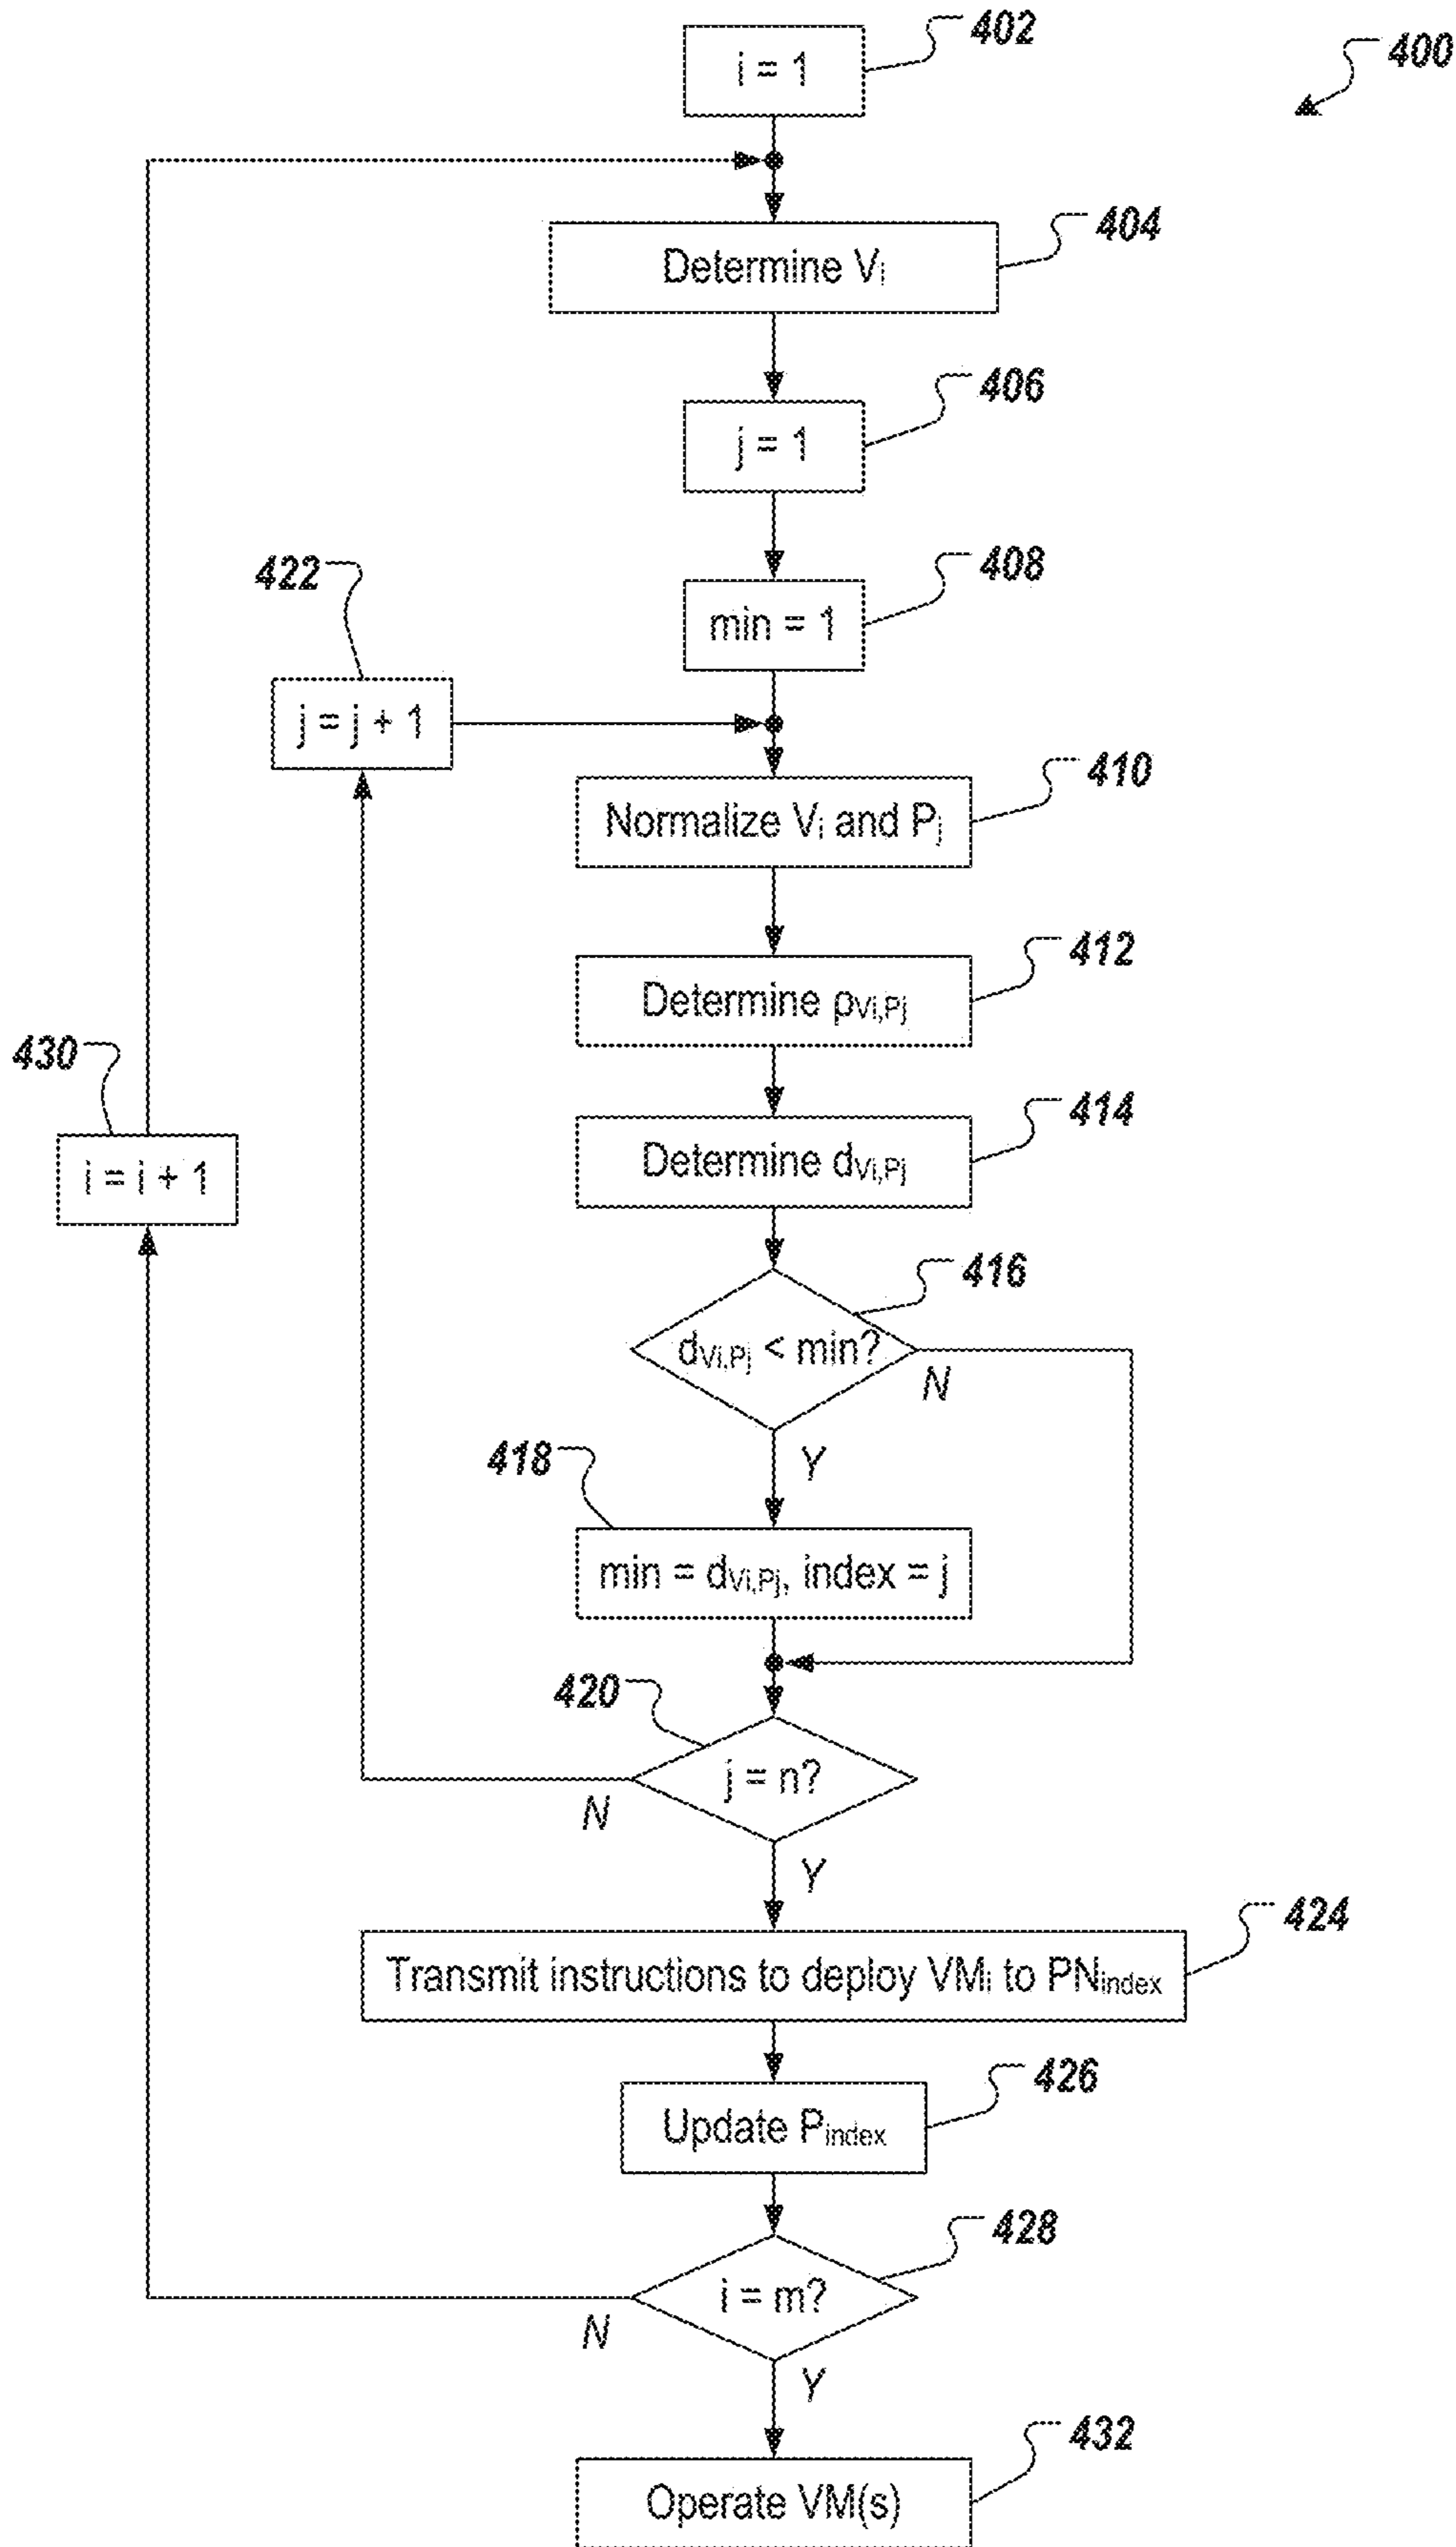 402
i = 1
400
404
Determine Vi
406
j = 1
408
min = 1
422
j = j + 1
410
Normalize Vi and Pj
412
Determine ρVi,Pj
430
i = i + 1
414
Determine dVi,Pj
416
dVi,Pj < min?
N
Y
418
min = dVi,Pj, index = j
420
j = n?
N
Y
424
Transmit instructions to deploy VMi to PNindex
426
Update Pindex
428
i = m?
N
Y
432
Operate VM(s)